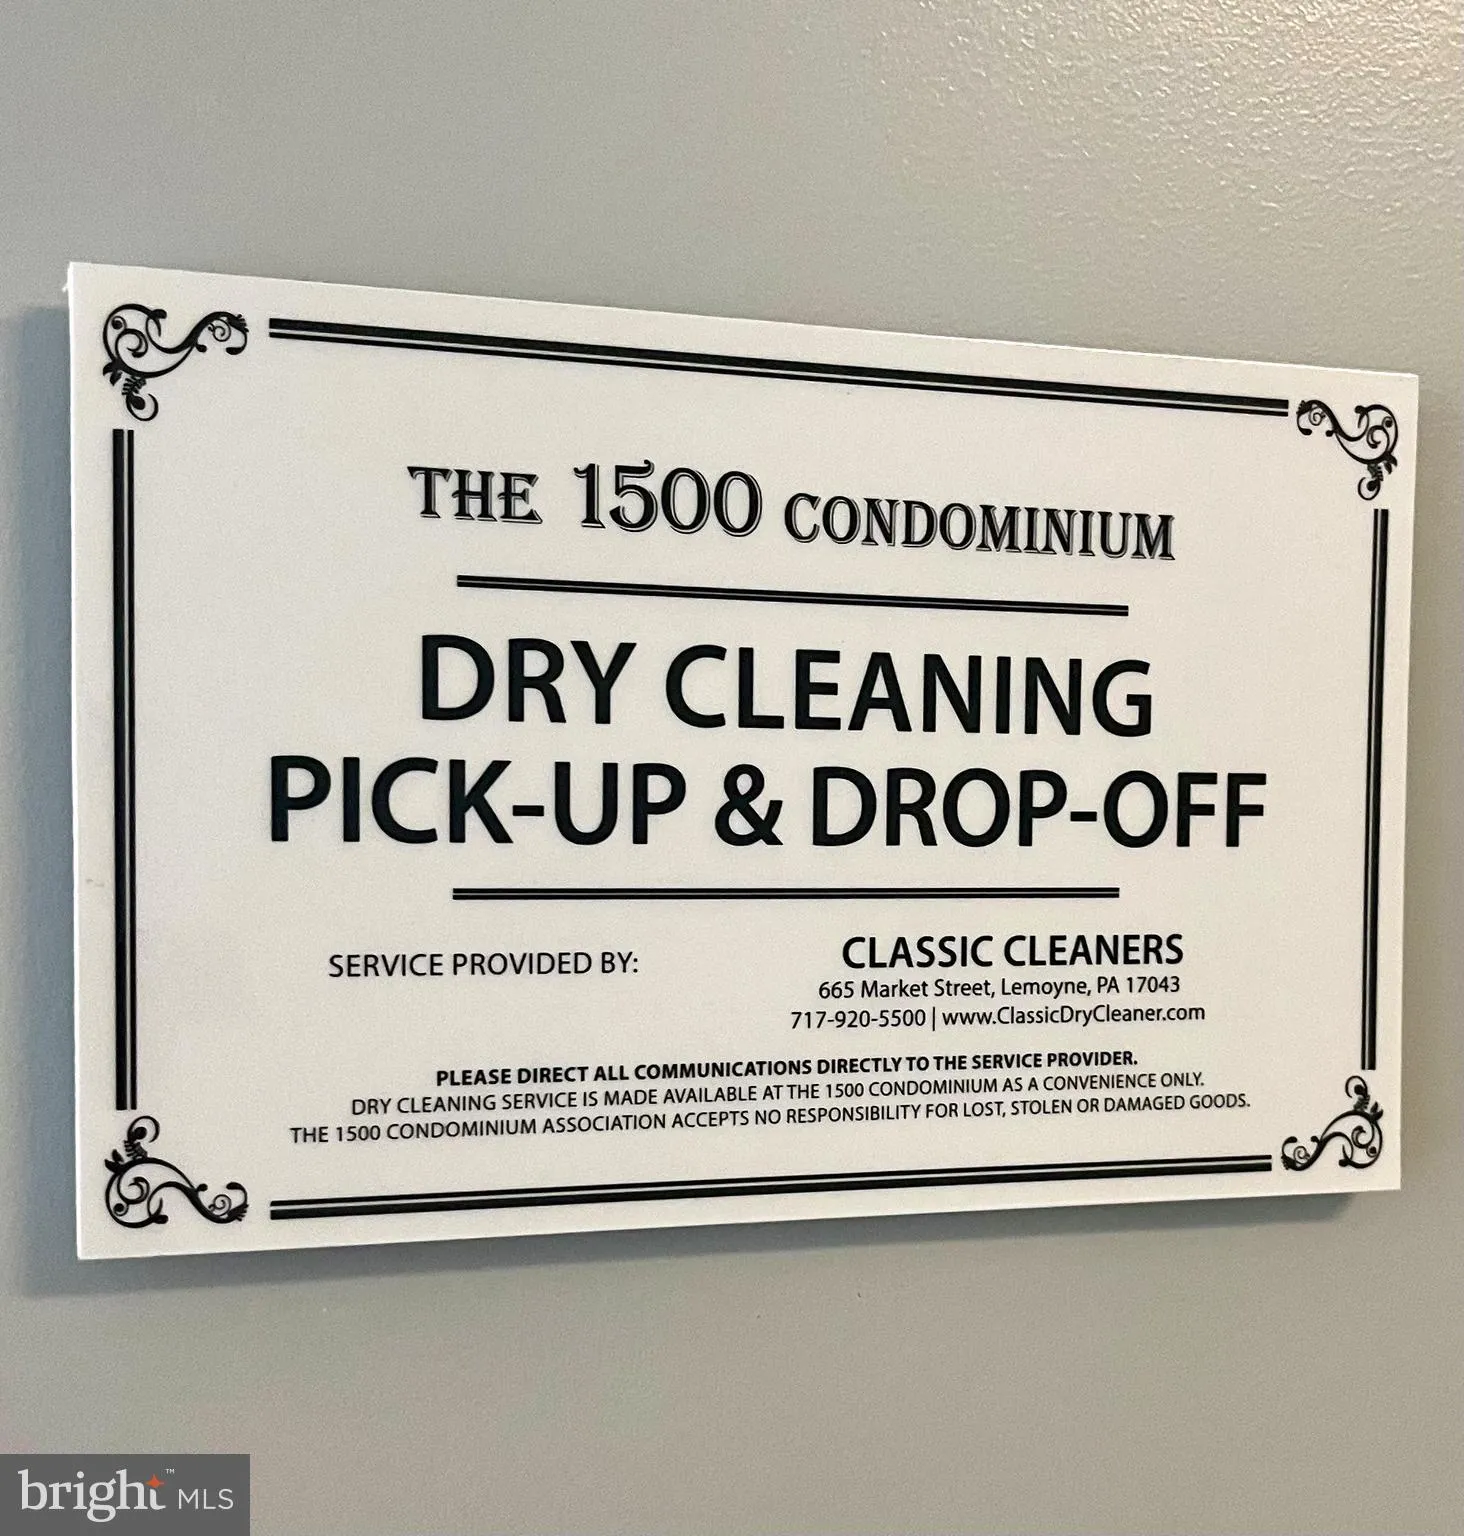 THE 1500 CONDOMINIUM
DRY CLEANING
PICK-UP & DROP-OFF
SERVICE PROVIDED BY:
CLASSIC CLEANERS
665 Market Street, Lemoyne, PA 17043
717-920-5500 | www.ClassicDryCleaner.com
PLEASE DIRECT ALL COMMUNICATIONS DIRECTLY TO THE SERVICE PROVIDER.
DRY CLEANING SERVICE IS MADE AVAILABLE AT THE 1500 CONDOMINIUM AS A CONVENIENCE ONLY.
THE 1500 CONDOMINIUM ASSOCIATION ACCEPTS NO RESPONSIBILITY FOR LOST, STOLEN OR DAMAGED GOODS.
bright™ MLS